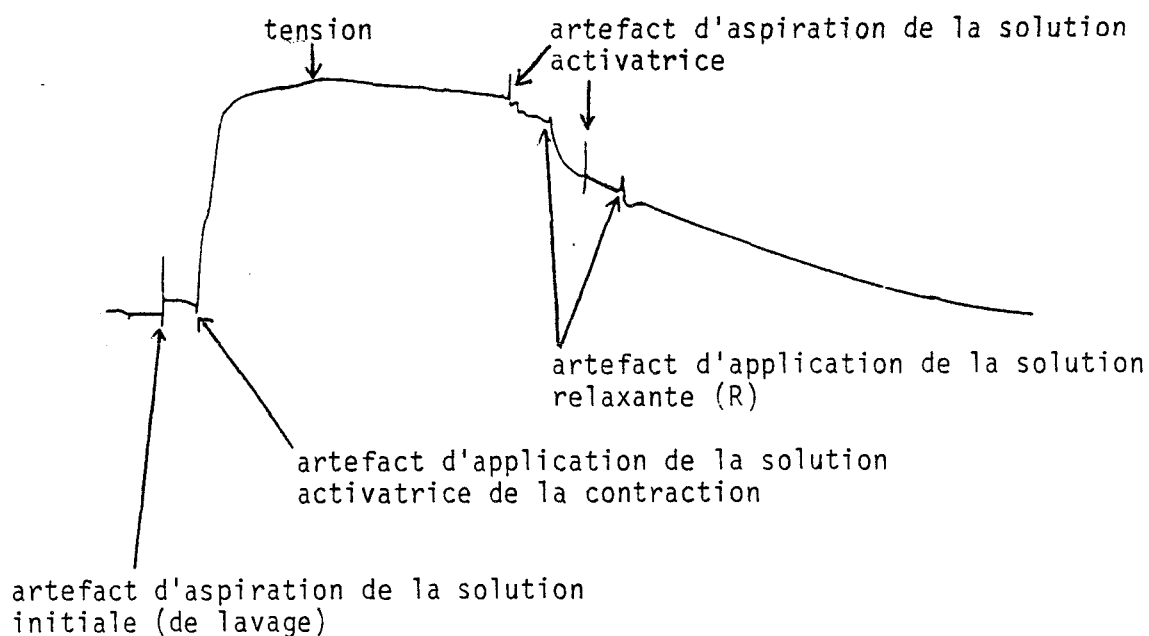 tension
artefact d'aspiration de la solution
activatrice
artefact d'application de la solution
relaxante (R)
artefact d'application de la solution
activatrice de la contraction
artefact d'aspiration de la solution
initiale (de lavage)